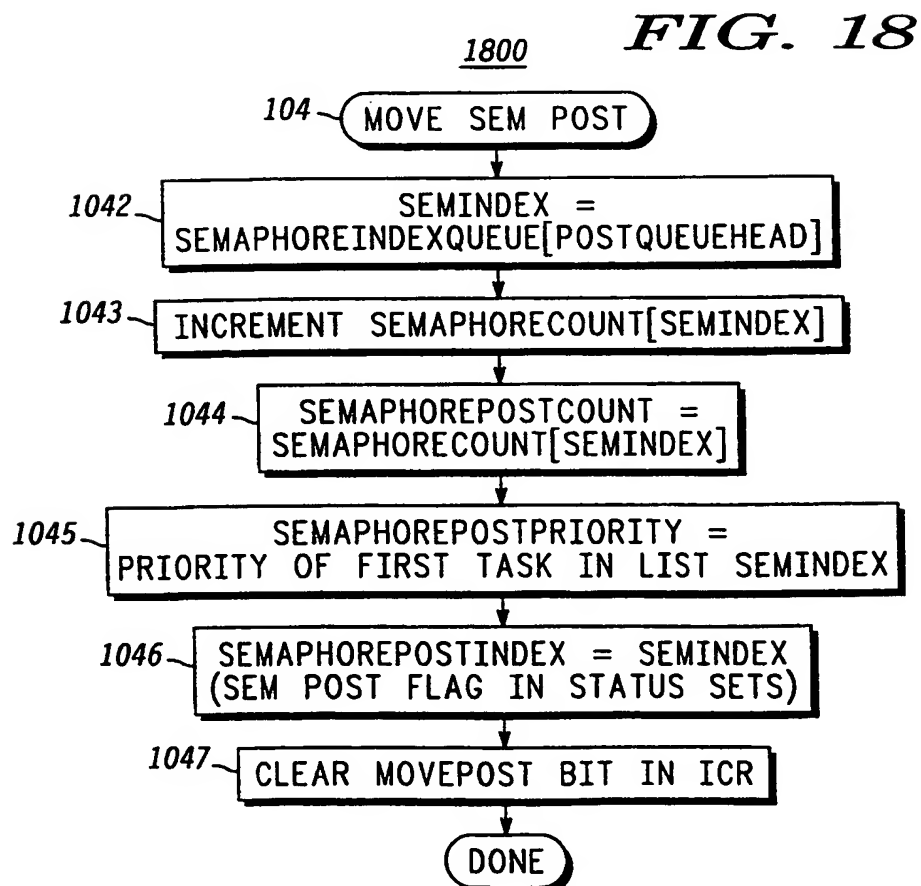 FIG. 18
1800
104 MOVE SEM POST
1042 SEMINDEX =
SEMAPHOREINDEXQUEUE[POSTQUEUEHEAD]
1043 INCREMENT SEMAPHORECOUNT[SEMINDEX]
1044 SEMAPHOREPOSTCOUNT =
SEMAPHORECOUNT[SEMINDEX]
1045 SEMAPHOREPOSTPRIORITY =
PRIORITY OF FIRST TASK IN LIST SEMINDEX
1046 SEMAPHOREPOSTINDEX = SEMINDEX
(SEM POST FLAG IN STATUS SETS)
1047 CLEAR MOVEPOST BIT IN ICR
DONE